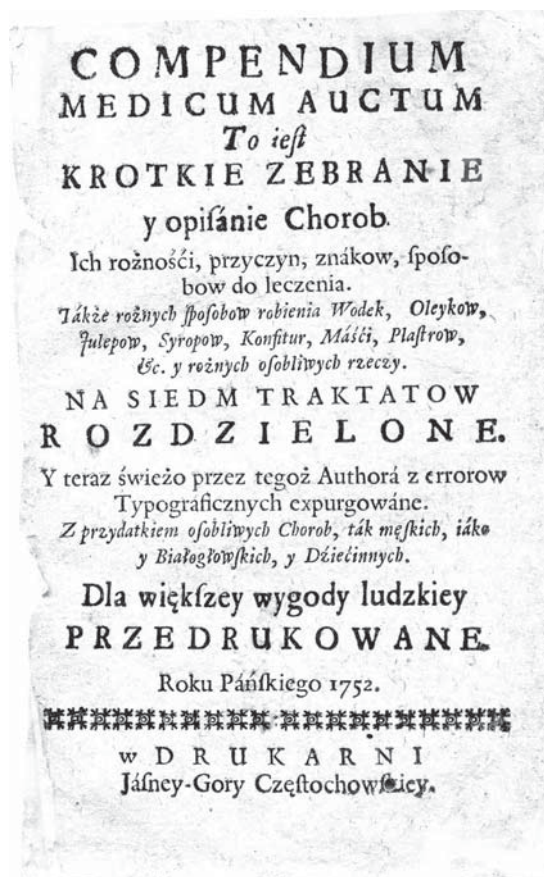 COMPENDIUM
MEDICUM AUCTUM
To ieſt
KROTKIE ZEBRANIE
y opiſánie Chorob.
Ich rożnośći, przyczyn, znákow, ſpoſo-
bow do leczenia.
Jákże rożnych ſpoſobow robienia Wodek, Oleykow,
Julepow, Syropow, Konfitur, Máśći, Plaſtrow,
&c. y rożnych oſobliwych rzeczy.
NA SIEDM TRAKTATOW
ROZDZIELONE.
Y teraz świeżo przez tegoż Authorá z errorow
Typográficznych expurgowáne.
Z przydatkiem oſobliwych Chorob, ták męſkich, iáko
y Białogłowſkich, y Dźiećinnych.
Dla większey wygody ludzkiey
PRZEDRUKOWANE.
Roku Páńſkiego 1752.
w DRUKARNI
Jáſney-Gory Częſtochowſkiey.